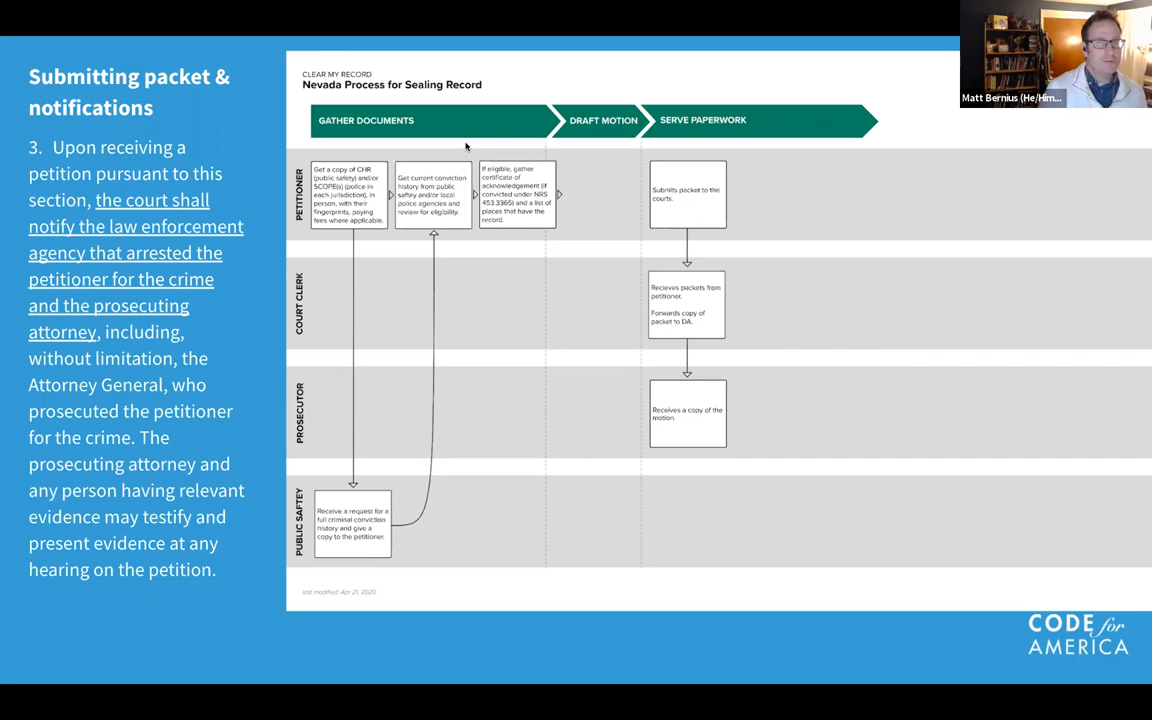 Submitting packet &
notifications
3. Upon receiving a
petition pursuant to this
section, the court shall
notify the law enforcement
agency that arrested the
petitioner for the crime
and the prosecuting
attorney, including,
without limitation, the
Attorney General, who
prosecuted the petitioner
for the crime. The
prosecuting attorney and
any person having relevant
evidence may testify and
present evidence at any
hearing on the petition.
CLEAR MY RECORD
Nevada Process for Sealing Record
GATHER DOCUMENTS
DRAFT MOTION
SERVE PAPERWORK
PETITIONER
Get a copy of CHR
(public safety) and/or
SCOPE(s) (police in
each jurisdiction), in
person, with their
fingerprints, paying
fees where applicable.
Get current conviction
history from public
saftey and/or local
police agencies and
review for eligibility.
If eligible, gather
certificate of
acknowledgement (if
convicted under NRS
453.3365) and a list of
places that have the
record.
Submits packet to the
courts.
COURT CLERK
Recieves packets from
petitioner.
Forwards copy of
packet to DA.
PROSECUTOR
Receives a copy of the
motion.
PUBLIC SAFTEY
Receive a request for a
full criminal conviction
history and give a
copy to the petitioner.
last modified: Apr 21, 2020
CODE for
AMERICA
Matt Bernius (He/Him...